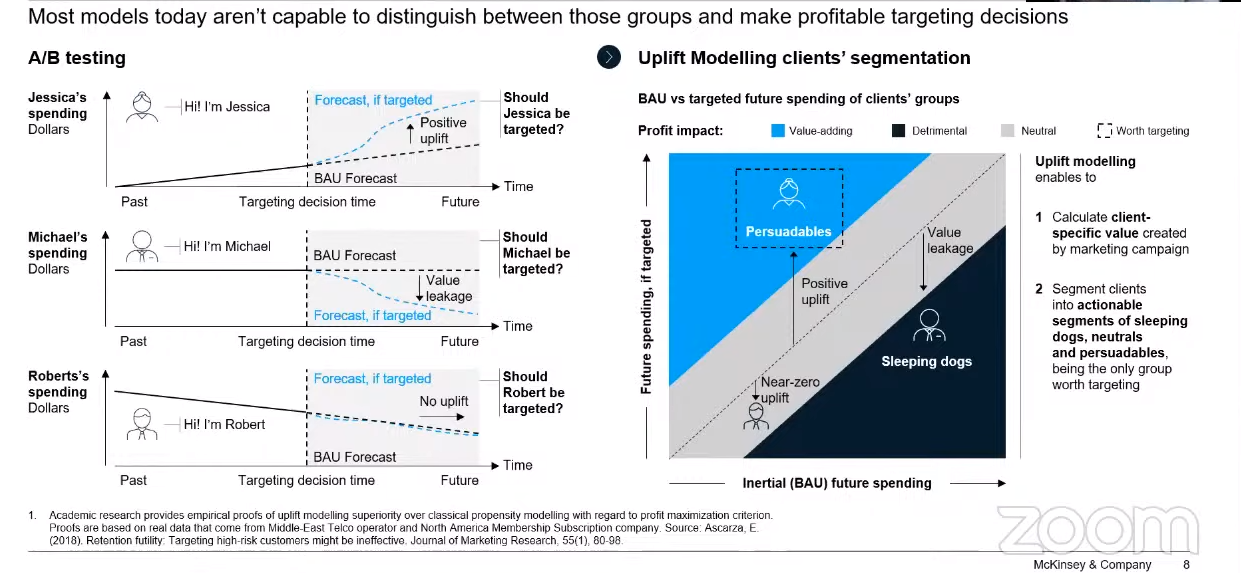 Most models today aren’t capable to distinguish between those groups and make profitable targeting decisions
A/B testing
Jessica’s
spending
Dollars
Hi! I’m Jessica
Forecast, if targeted
Positive
uplift
BAU Forecast
Should
Jessica be
targeted?
Time
Past
Targeting decision time
Future
Michael’s
spending
Dollars
Hi! I’m Michael
BAU Forecast
Value
leakage
Forecast, if targeted
Should
Michael be
targeted?
Time
Past
Targeting decision time
Future
Roberts’s
spending
Dollars
Hi! I’m Robert
Forecast, if targeted
No uplift
BAU Forecast
Should
Robert be
targeted?
Time
Past
Targeting decision time
Future
Uplift Modelling clients’ segmentation
BAU vs targeted future spending of clients’ groups
Profit impact:
Value-adding
Detrimental
Neutral
Worth targeting
Future spending, if targeted
Persuadables
Value
leakage
Positive
uplift
Sleeping dogs
Near-zero
uplift
Inertial (BAU) future spending
Uplift modelling
enables to
1 Calculate client-
specific value created
by marketing campaign
2 Segment clients
into actionable
segments of sleeping
dogs, neutrals
and persuadables,
being the only group
worth targeting
1. Academic research provides empirical proofs of uplift modelling superiority over classical propensity modelling with regard to profit maximization criterion.
Proofs are based on real data that come from Middle-East Telco operator and North America Membership Subscription company. Source: Ascarza, E.
(2018). Retention futility: Targeting high-risk customers might be ineffective. Journal of Marketing Research, 55(1), 80-98.
zoom
McKinsey & Company 8